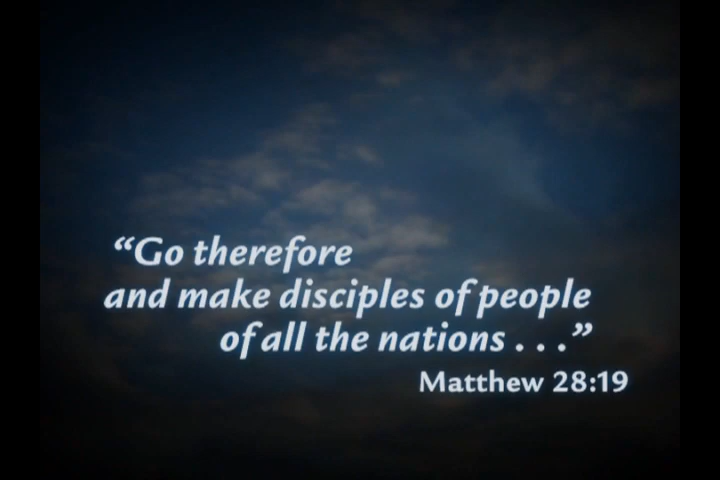 “Go therefore
and make disciples of people
of all the nations . . .”
Matthew 28:19